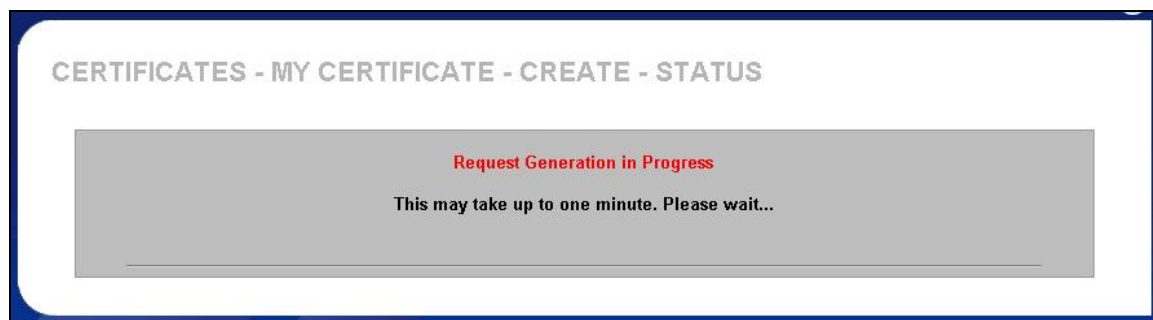 CERTIFICATES - MY CERTIFICATE - CREATE - STATUS
Request Generation in Progress
This may take up to one minute. Please wait...